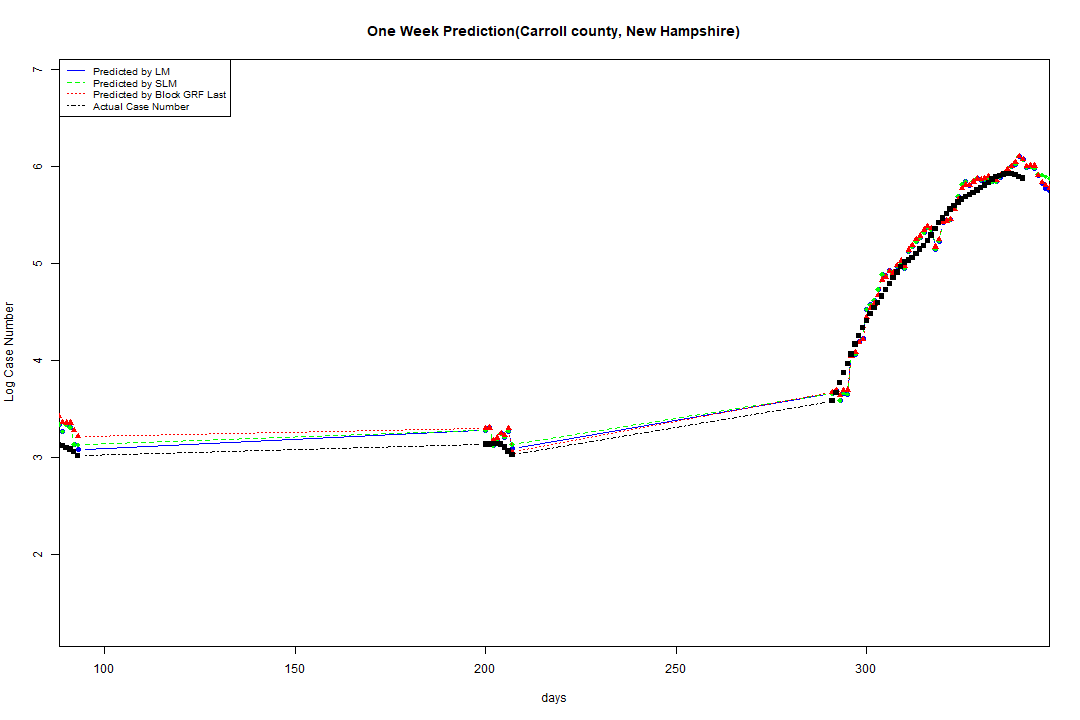 One Week Prediction(Carroll county, New Hampshire)
Predicted by LM
Predicted by SLM
Predicted by Block GRF Last
Actual Case Number
7
6
5
4
3
2
Log Case Number
100 150 200 250 300
days